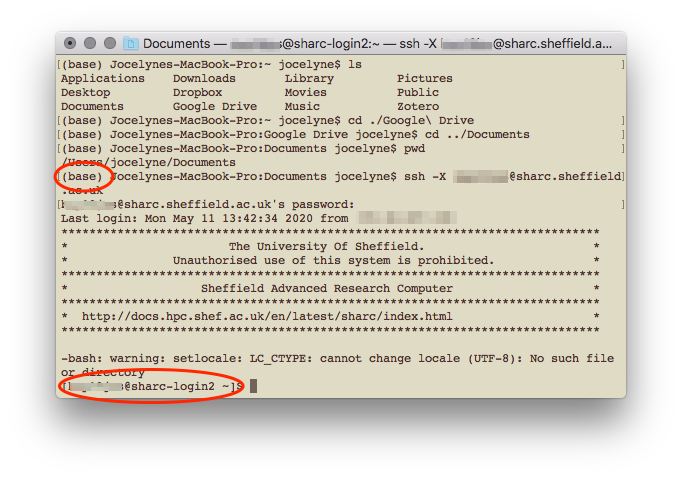 Documents — @sharc-login2:~ — ssh -X @sharc.sheffield.a...
[(base) Jocelynes-MacBook-Pro:~ jocelyne$ ls ]
Applications Downloads Library Pictures
Desktop Dropbox Movies Public
Documents Google Drive Music Zotero
[(base) Jocelynes-MacBook-Pro:~ jocelyne$ cd ./Google\ Drive ]
[(base) Jocelynes-MacBook-Pro:Google Drive jocelyne$ cd ../Documents ]
[(base) Jocelynes-MacBook-Pro:Documents jocelyne$ pwd ]
/Users/jocelyne/Documents
[(base) Jocelynes-MacBook-Pro:Documents jocelyne$ ssh -X @sharc.sheffield]
.ac.uk
@sharc.sheffield.ac.uk's password: ]
Last login: Mon May 11 13:42:34 2020 from
*****************************************************************************
* The University Of Sheffield. *
* Unauthorised use of this system is prohibited. *
*****************************************************************************
* Sheffield Advanced Research Computer *
*****************************************************************************
* http://docs.hpc.shef.ac.uk/en/latest/sharc/index.html *
*****************************************************************************
-bash: warning: setlocale: LC_CTYPE: cannot change locale (UTF-8): No such file
or directory
[@sharc-login2 ~]$